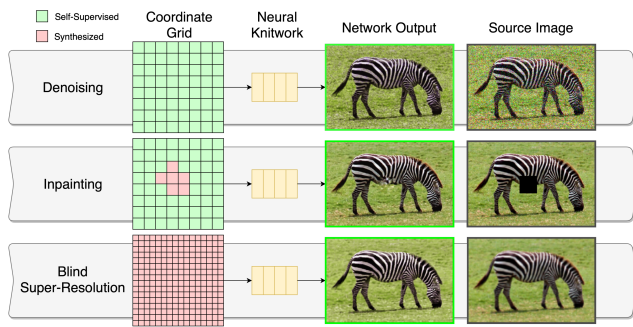 Self-Supervised
Synthesized
Coordinate
Grid
Neural
Knitwork
Network Output
Source Image
Denoising
Inpainting
Blind
Super-Resolution